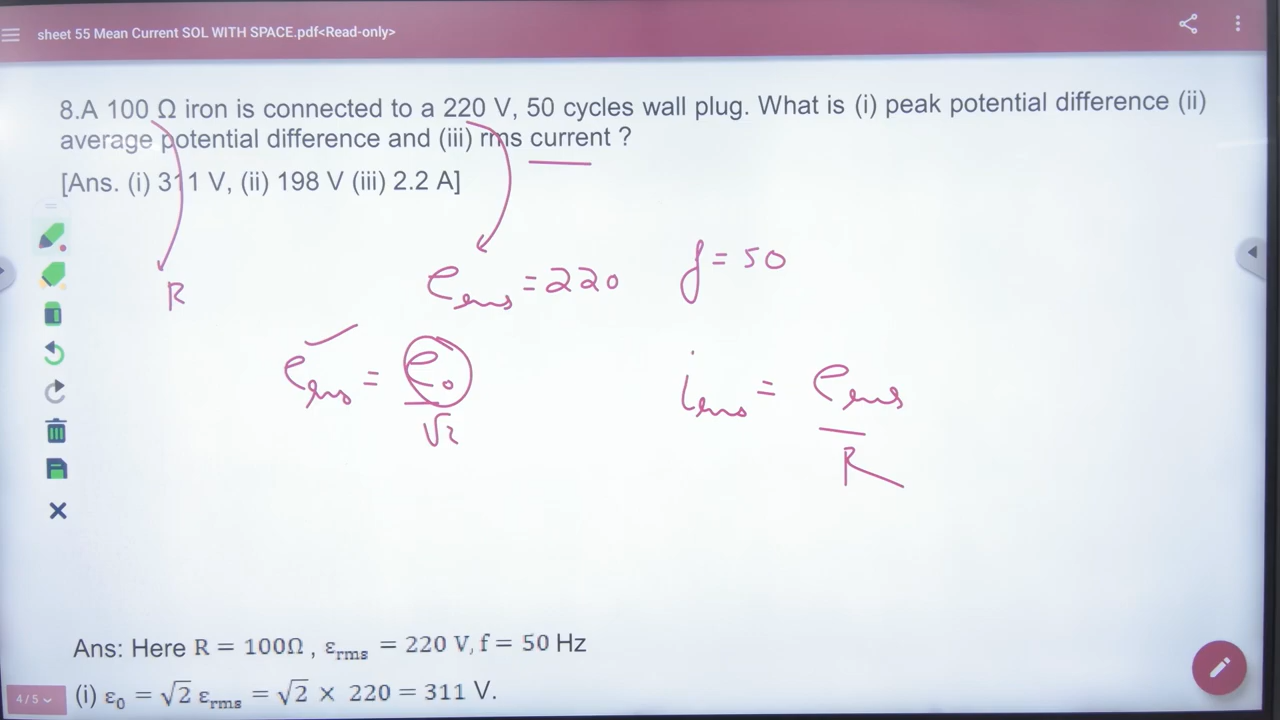 sheet 55 Mean Current SOL WITH SPACE.pdf<Read-only>
8.A 100 Ω iron is connected to a 220 V, 50 cycles wall plug. What is (i) peak potential difference (ii)
average potential difference and (iii) rms current ?
[Ans. (i) 311 V, (ii) 198 V (iii) 2.2 A]
R
e_rms = 220
f = 50
e_rms = e₀/√2
i_rms = e_rms/R
Ans: Here R = 100Ω , ε_rms = 220 V, f = 50 Hz
(i) ε₀ = √2 ε_rms = √2 × 220 = 311 V.
4/5